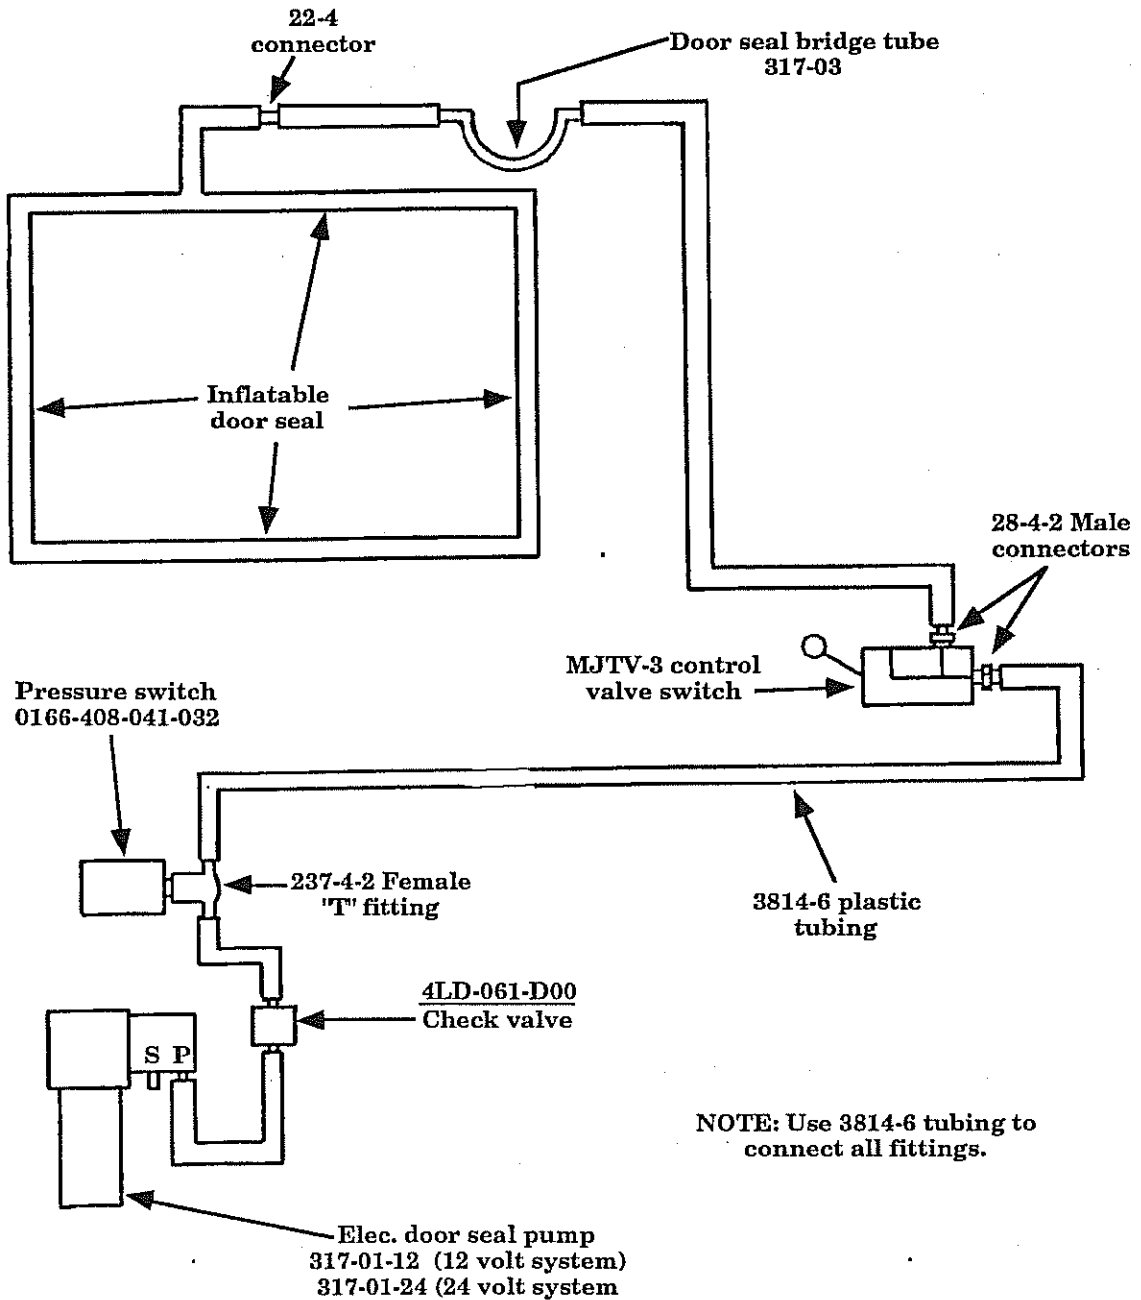 22-4
connector
Door seal bridge tube
317-03
Inflatable
door seal
28-4-2 Male
connectors
MJTV-3 control
valve switch
Pressure switch
0166-408-041-032
237-4-2 Female
"T" fitting
3814-6 plastic
tubing
4LD-061-D00
Check valve
S P
NOTE: Use 3814-6 tubing to
connect all fittings.
Elec. door seal pump
317-01-12 (12 volt system)
317-01-24 (24 volt system